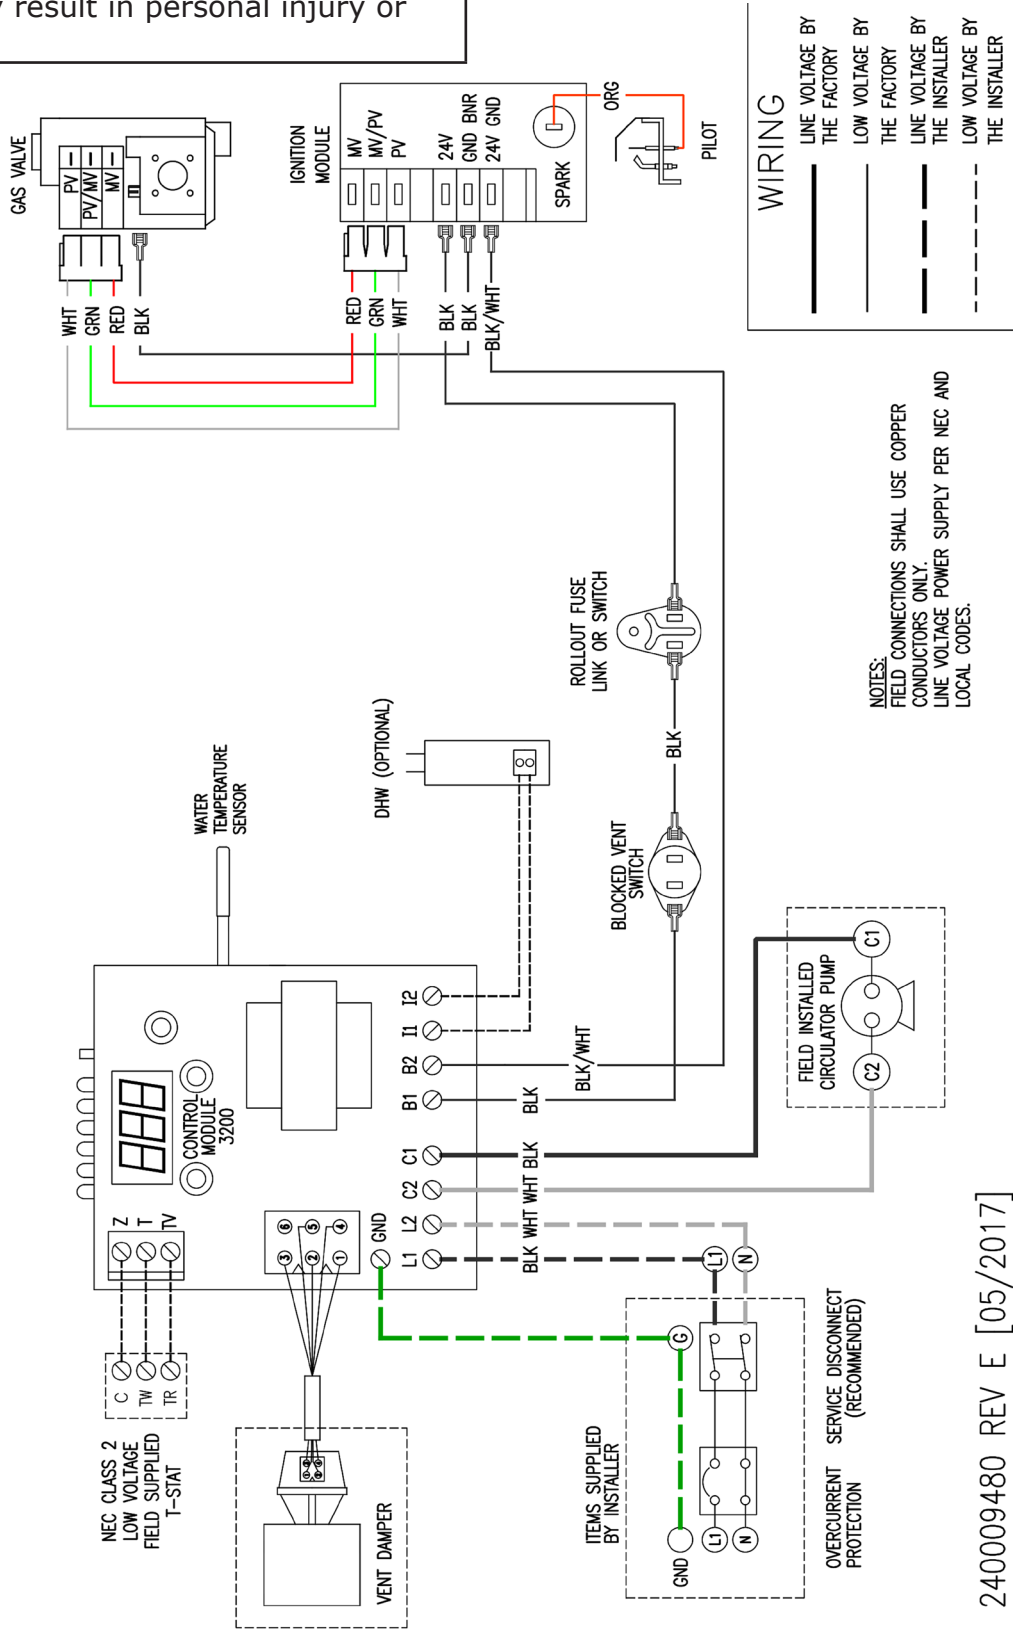 y result in personal injury or
GAS VALVE
PV
PV/MV
MV
WHT
GRN
RED
BLK
IGNITION
MODULE
MV
MV/PV
PV
24V
GND BNR
24V GND
SPARK
ORG
PILOT
RED
GRN
WHT
BLK
BLK
BLK/WHT
WIRING
LINE VOLTAGE BY
THE FACTORY
LOW VOLTAGE BY
THE FACTORY
LINE VOLTAGE BY
THE INSTALLER
LOW VOLTAGE BY
THE INSTALLER
NOTES:
FIELD CONNECTIONS SHALL USE COPPER
CONDUCTORS ONLY.
LINE VOLTAGE POWER SUPPLY PER NEC AND
LOCAL CODES.
ROLLOUT FUSE
LINK OR SWITCH
BLK
BLOCKED VENT
SWITCH
DHW (OPTIONAL)
WATER
TEMPERATURE
SENSOR
CONTROL
MODULE
3200
Z
T
TV
C
TW
TR
NEC CLASS 2
LOW VOLTAGE
FIELD SUPPLIED
T-STAT
3
6
2
5
1
4
GND
L1
L2
C2
C1
B1
B2
I1
I2
BLK
WHT
WHT
BLK
BLK
BLK/WHT
FIELD INSTALLED
CIRCULATOR PUMP
C1
C2
VENT DAMPER
ITEMS SUPPLIED
BY INSTALLER
GND
G
L1
N
L1
N
OVERCURRENT
PROTECTION
SERVICE DISCONNECT
(RECOMMENDED)
240009480 REV E [05/2017]